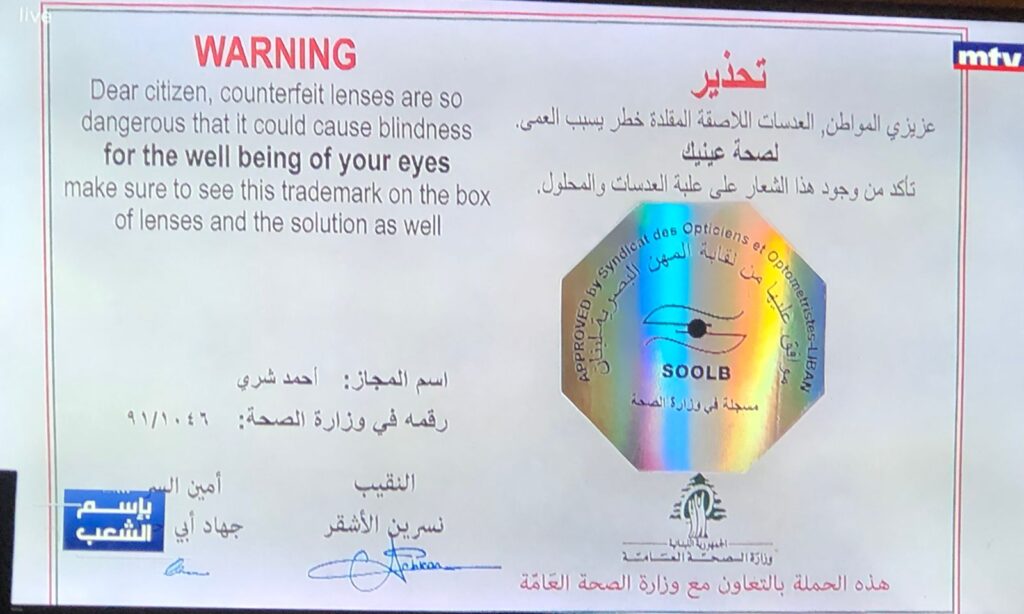 live
mtv
WARNING
Dear citizen, counterfeit lenses are so
dangerous that it could cause blindness
for the well being of your eyes
make sure to see this trademark on the box
of lenses and the solution as well
تحذير
عزيزي المواطن, العدسات اللاصقة المقلدة خطر يسبب العمى.
لصحة عينيك
تأكد من وجود هذا الشعار على علبة العدسات والمحلول.
APPROVED by Syndicat des Opticiens et Optometristes-LIBAN
موافق عليها من نقابة المهن البصرية لبنان
SOOLB
مسجلة في وزارة الصحة
اسم المجاز: أحمد شري
رقمه في وزارة الصحة: ٩١/١٠٤٦
النقيب
نسرين الأشقر
أمين
جهاد أبي
بإسم
الشعب
الجمهورية اللبنانية
وزارة الصحة العامة
هذه الحملة بالتعاون مع وزارة الصحة العامّة